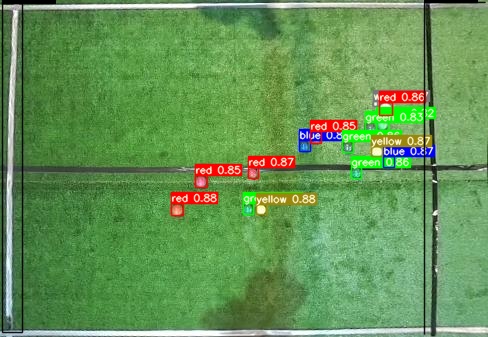 red 0.86
green 0.83
red 0.85
blue 0.8
yellow 0.87
blue 0.87
green 0.86
red 0.87
red 0.85
red 0.88
yellow 0.88